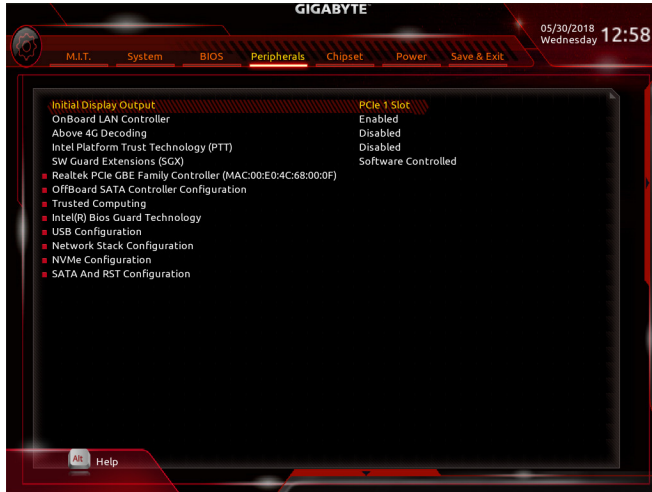 GIGABYTE
05/30/2018
Wednesday
12:58
M.I.T. System BIOS Peripherals Chipset Power Save & Exit
Initial Display Output PCIe 1 Slot
OnBoard LAN Controller Enabled
Above 4G Decoding Disabled
Intel Platform Trust Technology (PTT) Disabled
SW Guard Extensions (SGX) Software Controlled
Realtek PCIe GBE Family Controller (MAC:00:E0:4C:68:00:0F)
OffBoard SATA Controller Configuration
Trusted Computing
Intel(R) Bios Guard Technology
USB Configuration
Network Stack Configuration
NVMe Configuration
SATA And RST Configuration
Alt Help